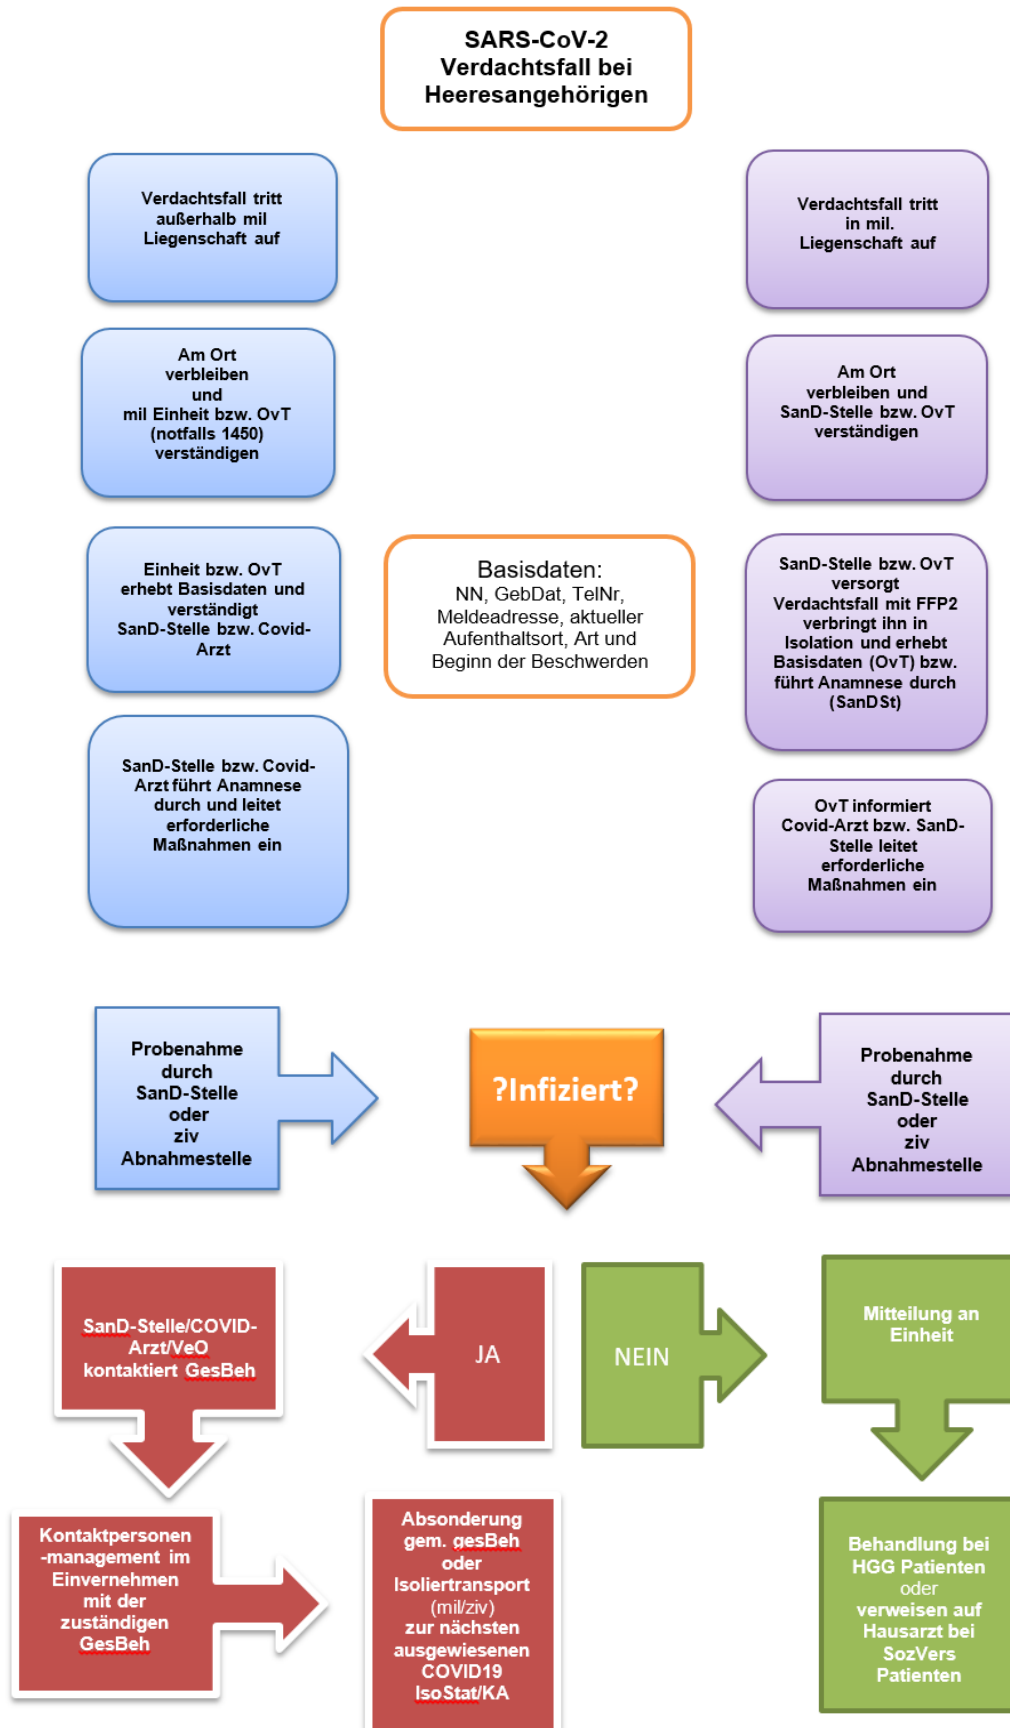 SARS-CoV-2
Verdachtsfall bei
Heeresangehörigen
Verdachtsfall tritt
außerhalb mil
Liegenschaft auf
Verdachtsfall tritt
in mil.
Liegenschaft auf
Am Ort
verbleiben
und
mil Einheit bzw. OvT
(notfalls 1450)
verständigen
Am Ort
verbleiben und
SanD-Stelle bzw. OvT
verständigen
Einheit bzw. OvT
erhebt Basisdaten und
verständigt
SanD-Stelle bzw. Covid-
Arzt
Basisdaten:
NN, GebDat, TelNr,
Meldeadresse, aktueller
Aufenthaltsort, Art und
Beginn der Beschwerden
SanD-Stelle bzw. OvT
versorgt
Verdachtsfall mit FFP2
verbringt ihn in
Isolation und erhebt
Basisdaten (OvT) bzw.
führt Anamnese durch
(SanDSt)
SanD-Stelle bzw. Covid-
Arzt führt Anamnese
durch und leitet
erforderliche
Maßnahmen ein
OvT informiert
Covid-Arzt bzw. SanD-
Stelle leitet
erforderliche
Maßnahmen ein
Probenahme
durch
SanD-Stelle
oder
ziv
Abnahmestelle
?Infiziert?
Probenahme
durch
SanD-Stelle
oder
ziv
Abnahmestelle
SanD-Stelle/COVID-
Arzt/VeO
kontaktiert GesBeh
JA
NEIN
Mitteilung an
Einheit
Kontaktpersonen
-management im
Einvernehmen
mit der
zuständigen
GesBeh
Absonderung
gem. gesBeh
oder
Isoliertransport
(mil/ziv)
zur nächsten
ausgewiesenen
COVID19
IsoStat/KA
Behandlung bei
HGG Patienten
oder
verweisen auf
Hausarzt bei
SozVers
Patienten